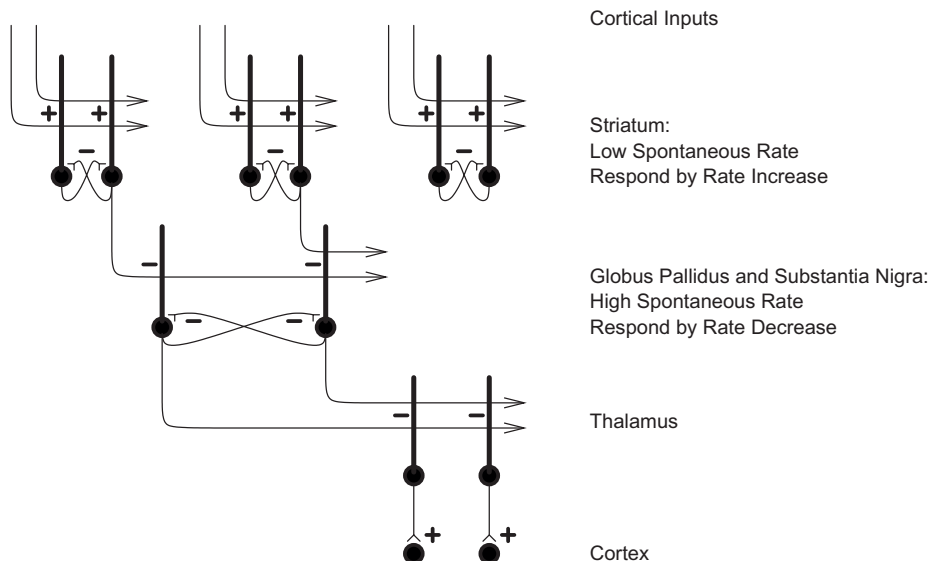 Cortical Inputs
Striatum:
Low Spontaneous Rate
Respond by Rate Increase
Globus Pallidus and Substantia Nigra:
High Spontaneous Rate
Respond by Rate Decrease
Thalamus
Cortex